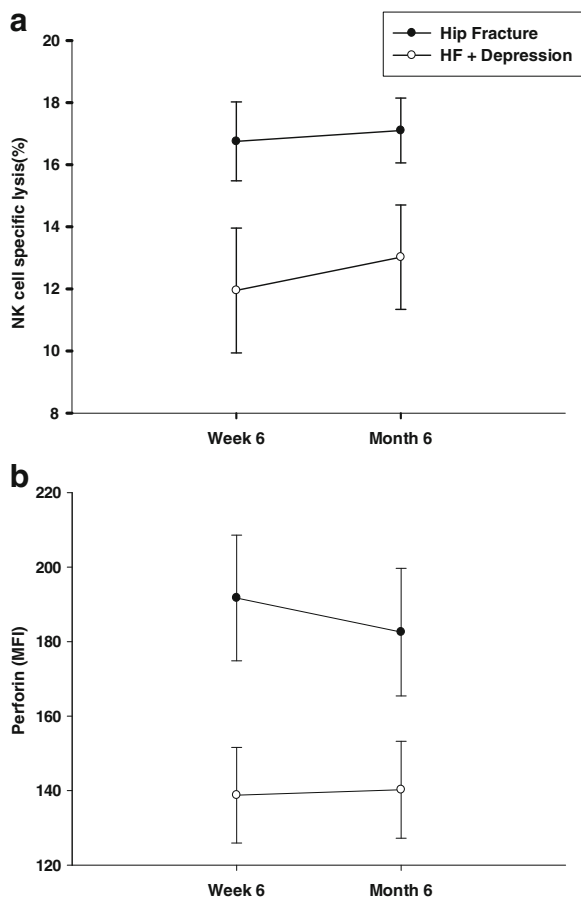 a
Hip Fracture
HF + Depression
20
18
16
14
12
10
8
NK cell specific lysis(%)
Week 6
Month 6
b
220
200
180
160
140
120
Perforin (MFI)
Week 6
Month 6